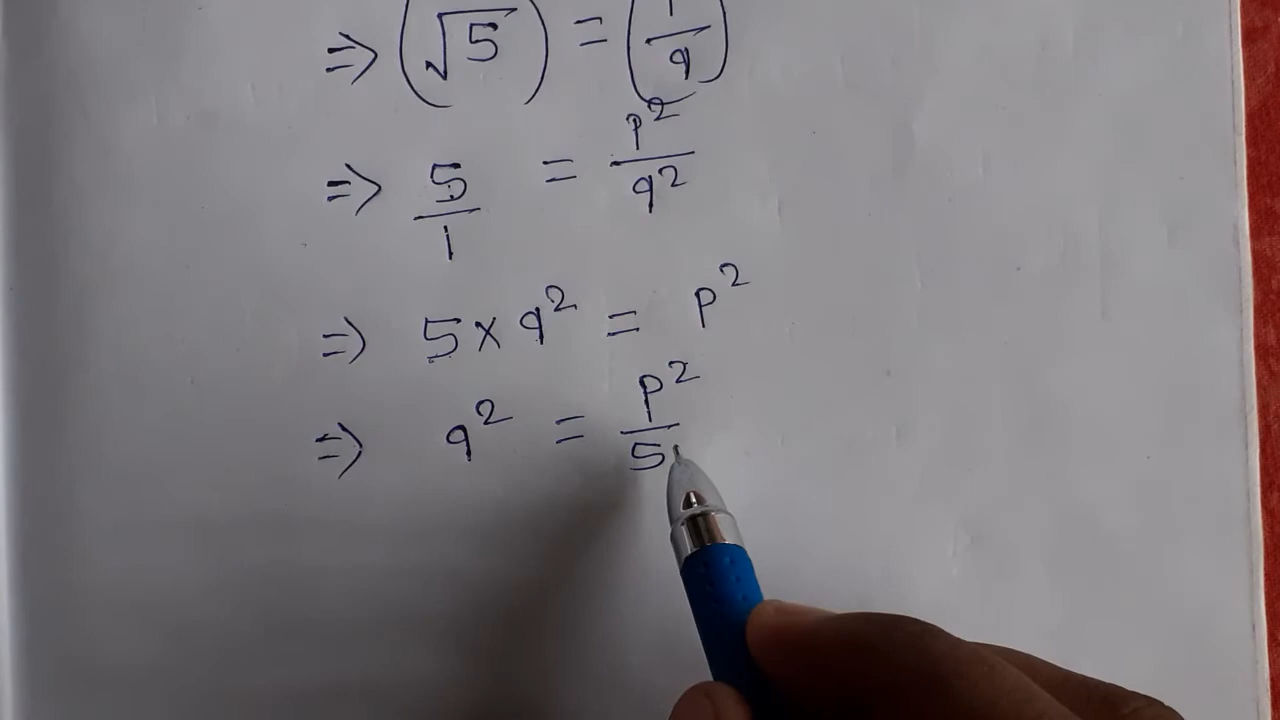 ⇒ (√5) = (p/q)
⇒ 5/1 = p²/q²
⇒ 5 × q² = p²
⇒ q² = p²/5